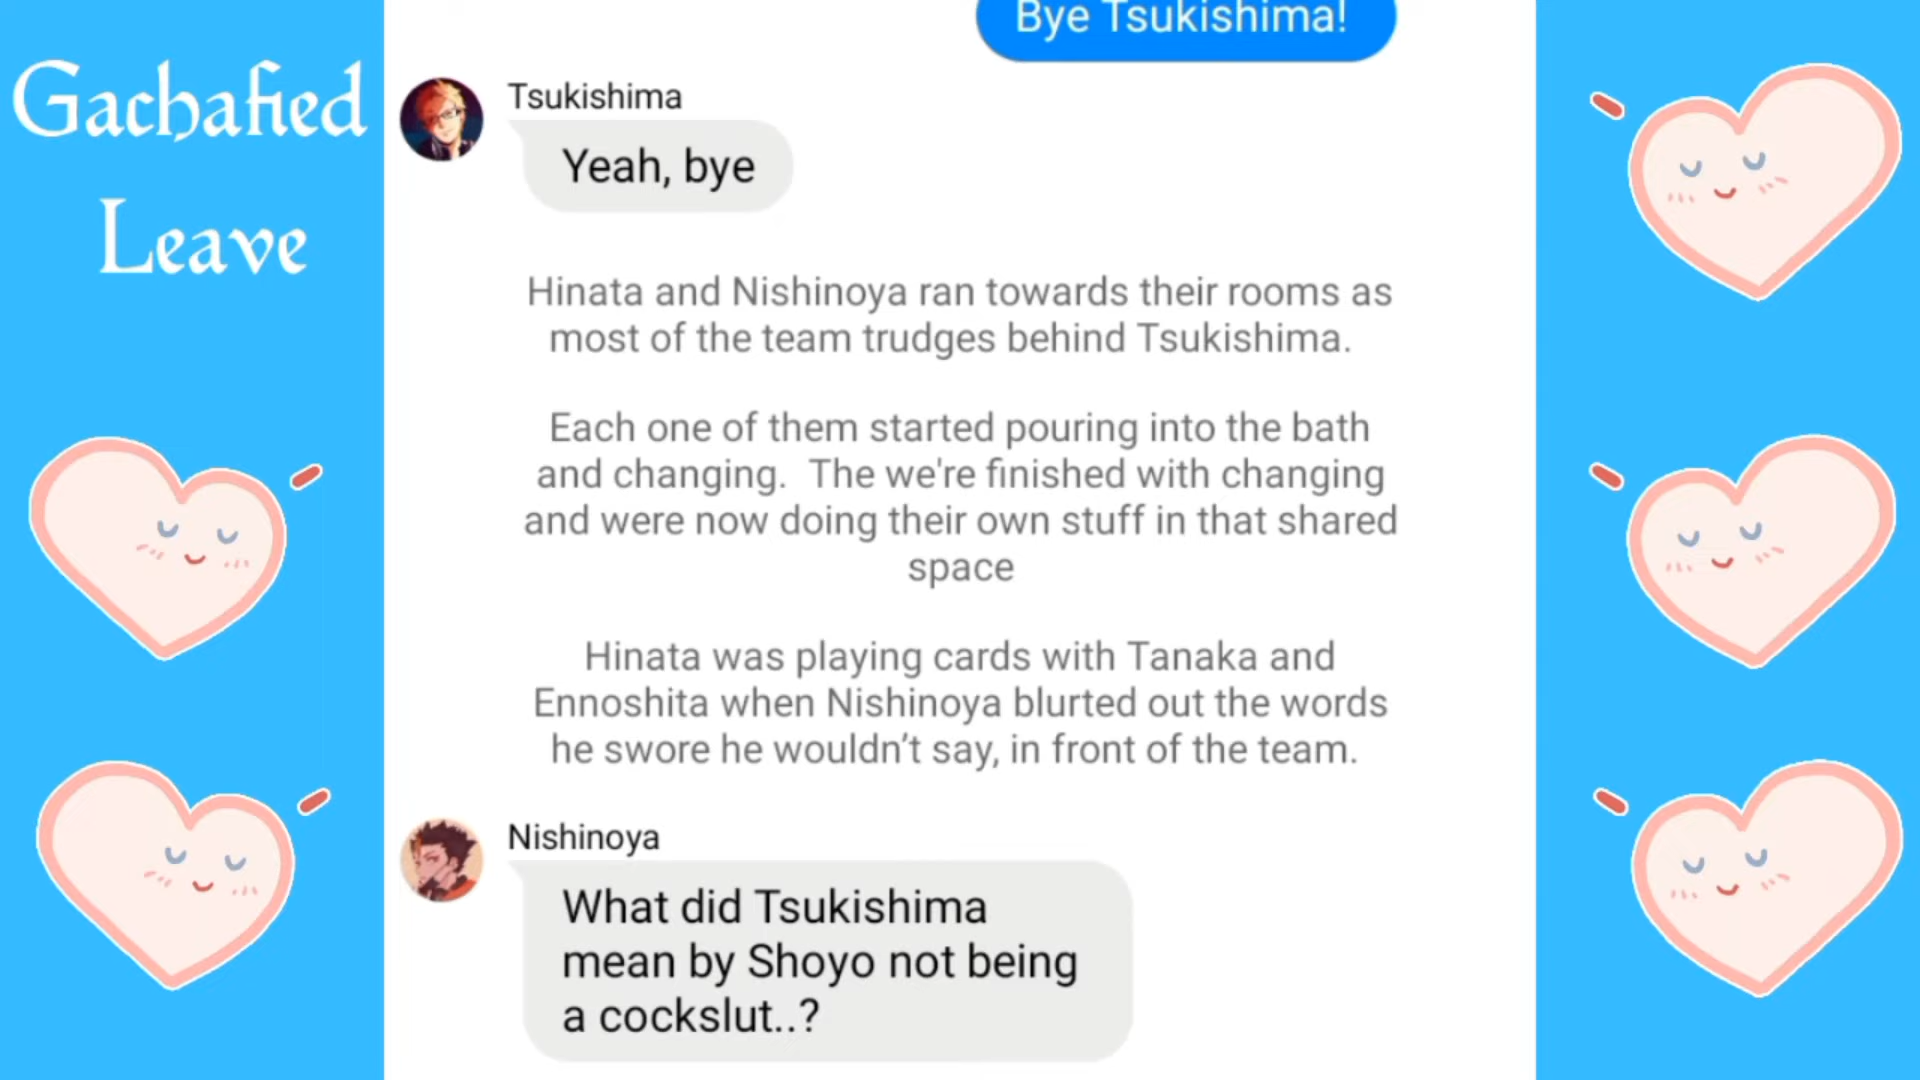 Gachafied
Leave
Bye Tsukishima!
Tsukishima
Yeah, bye
Hinata and Nishinoya ran towards their rooms as
most of the team trudges behind Tsukishima.
Each one of them started pouring into the bath
and changing.  The we're finished with changing
and were now doing their own stuff in that shared
space
Hinata was playing cards with Tanaka and
Ennoshita when Nishinoya blurted out the words
he swore he wouldn’t say, in front of the team.
Nishinoya
What did Tsukishima
mean by Shoyo not being
a cockslut..?